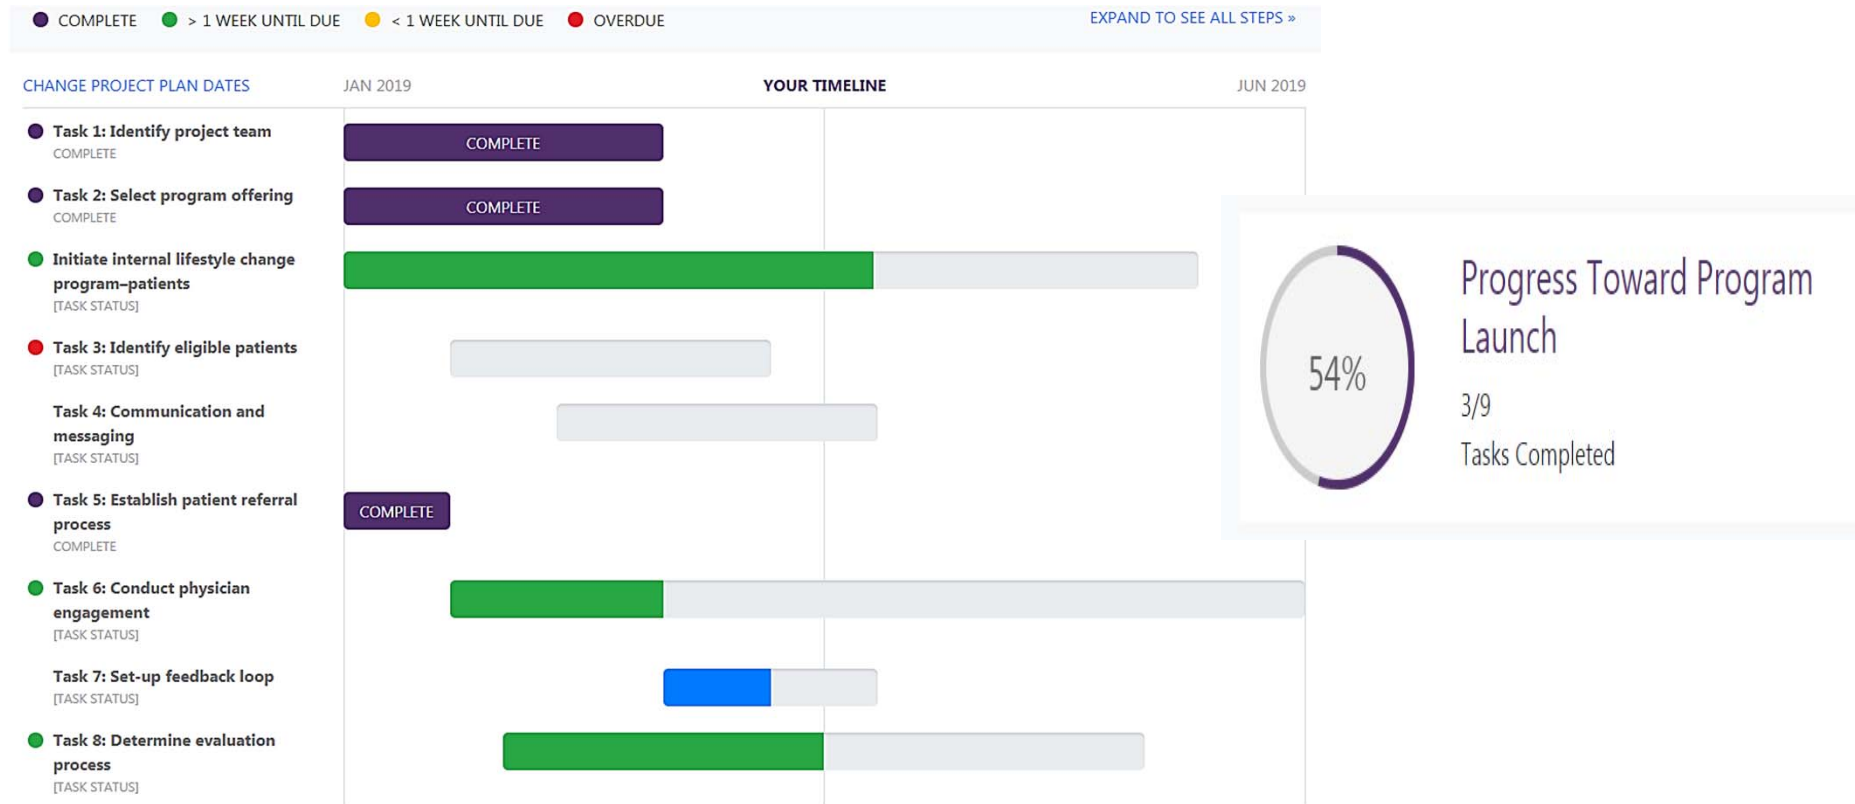 COMPLETE > 1 WEEK UNTIL DUE < 1 WEEK UNTIL DUE OVERDUE EXPAND TO SEE ALL STEPS »
CHANGE PROJECT PLAN DATES JAN 2019 YOUR TIMELINE JUN 2019
Task 1: Identify project team
COMPLETE
COMPLETE
Task 2: Select program offering
COMPLETE
COMPLETE
Initiate internal lifestyle change
program–patients
[TASK STATUS]
Task 3: Identify eligible patients
[TASK STATUS]
Task 4: Communication and
messaging
[TASK STATUS]
Task 5: Establish patient referral
process
COMPLETE
COMPLETE
Task 6: Conduct physician
engagement
[TASK STATUS]
Task 7: Set-up feedback loop
[TASK STATUS]
Task 8: Determine evaluation
process
[TASK STATUS]
54%
Progress Toward Program
Launch
3/9
Tasks Completed